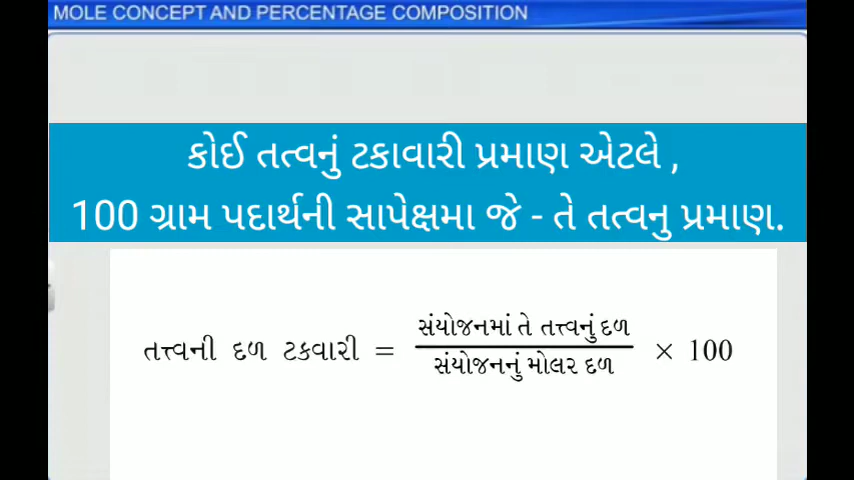 MOLE CONCEPT AND PERCENTAGE COMPOSITION
કોઈ તત્વનું ટકાવારી પ્રમાણ એટલે ,
100 ગ્રામ પદાર્થની સાપેક્ષમા જે - તે તત્વનુ પ્રમાણ.
તત્ત્વની દળ ટકવારી = સંયોજનમાં તે તત્ત્વનું દળ / સંયોજનનું મોલર દળ × 100